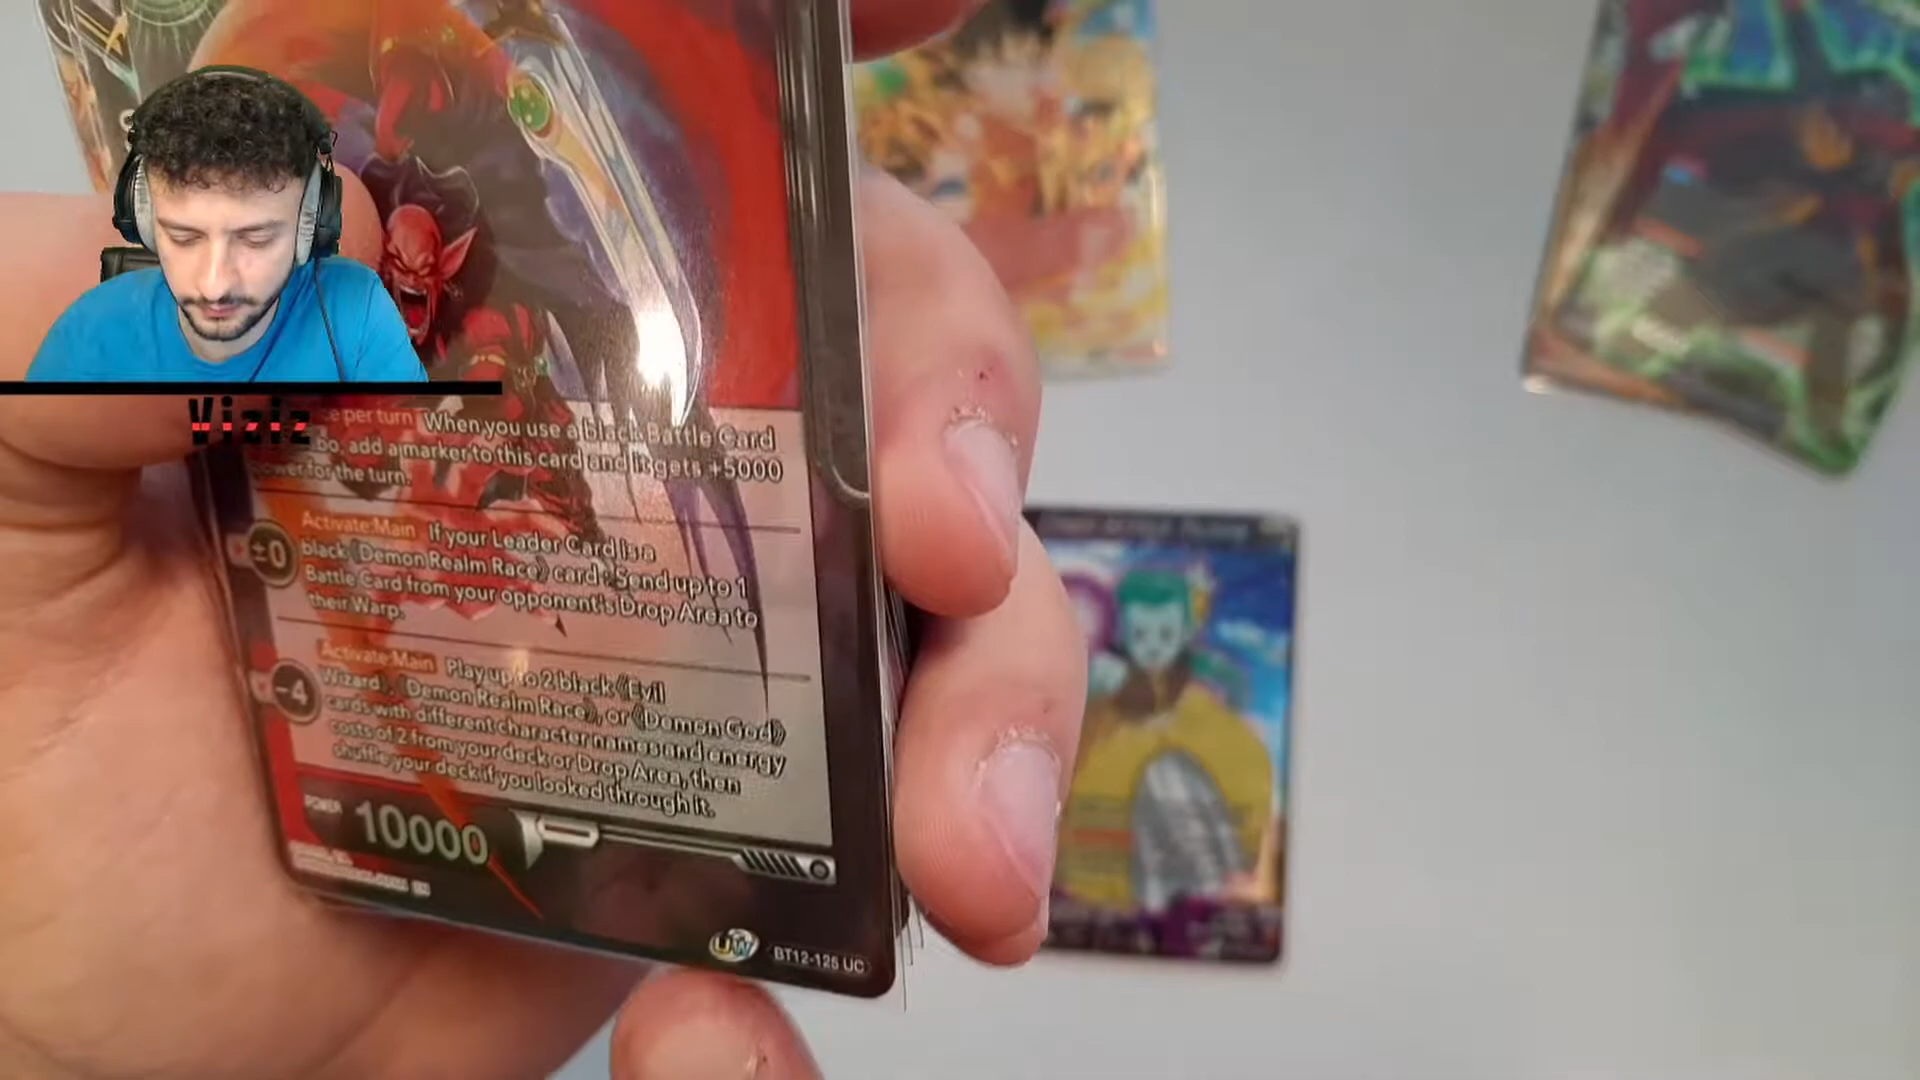 Viziz
e per turn When you use a black Battle Card
bo, add a marker to this card and it gets +5000
power for the turn.
Activate:Main If your Leader Card is a
±0 black 《Demon Realm Race》 card : Send up to 1
Battle Card from your opponent's Drop Area to
their Warp.
Activate:Main Play up to 2 black 《Evil
-4 Wizard》, 《Demon Realm Race》, or 《Demon God》
cards with different character names and energy
costs of 2 from your deck or Drop Area, then
shuffle your deck if you looked through it.
POWER 10000
UW BT12-125 UC